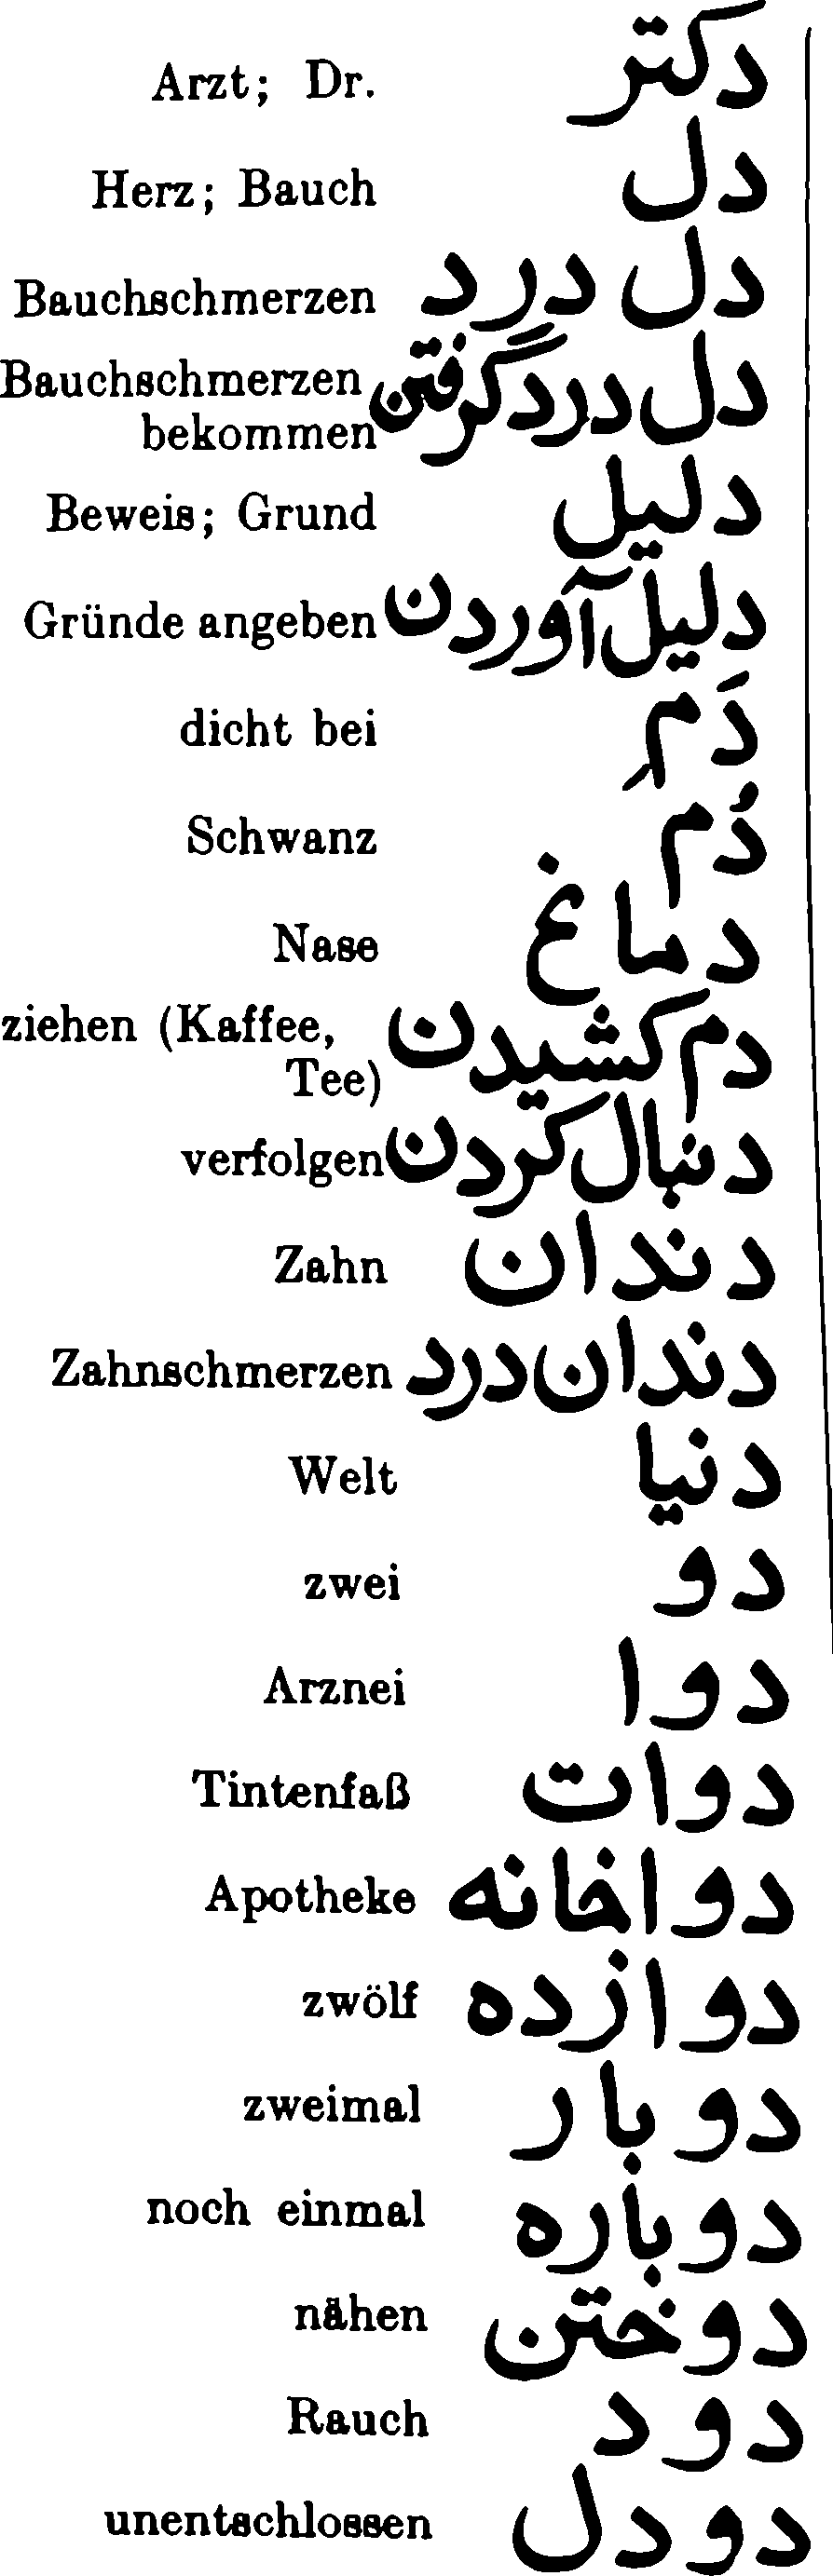 دکتر Arzt; Dr.
دل Herz; Bauch
دل درد Bauchschmerzen
دل درد گرفتن Bauchschmerzen
bekommen
دلیل Beweis; Grund
دلیل آوردن Gründe angeben
دَمِ dicht bei
دُم Schwanz
دماغ Nase
دم کشیدن ziehen (Kaffee,
Tee)
دنبال کردن verfolgen
دندان Zahn
دندان درد Zahnschmerzen
دنیا Welt
دو zwei
دوا Arznei
دوات Tintenfaß
دواخانه Apotheke
دوازده zwölf
دوبار zweimal
دوباره noch einmal
دوختن nähen
دود Rauch
دودل unentschlossen